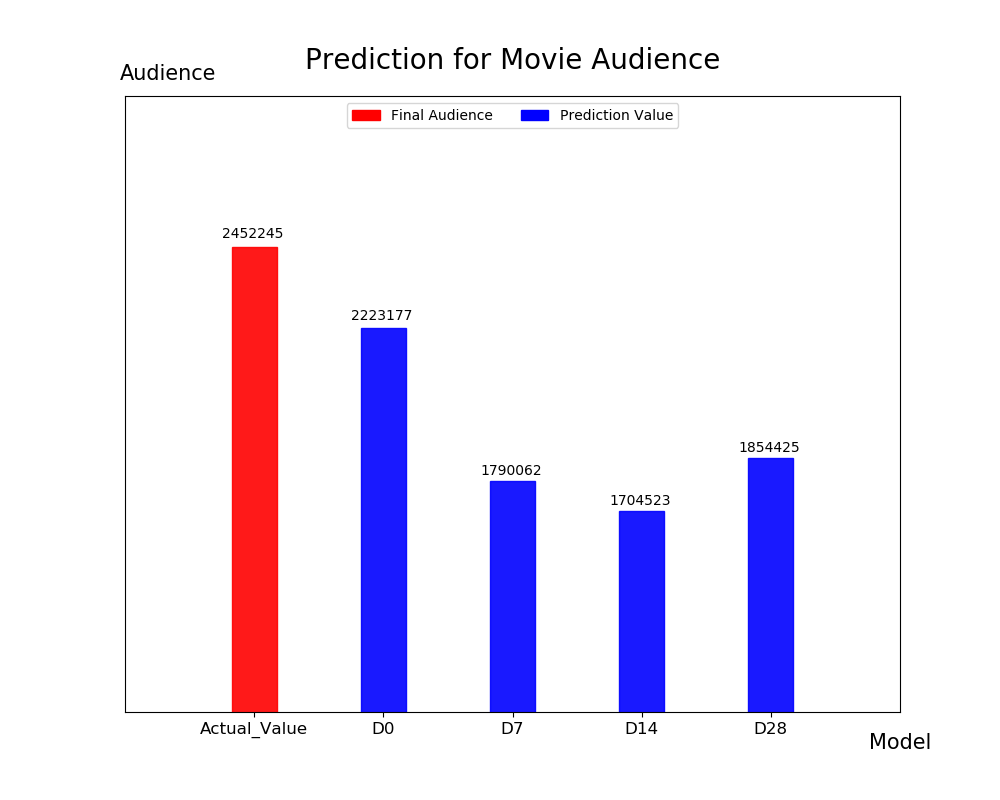 Prediction for Movie Audience
Audience
Final Audience Prediction Value
2452245
2223177
1790062
1704523
1854425
Actual_Value D0 D7 D14 D28
Model